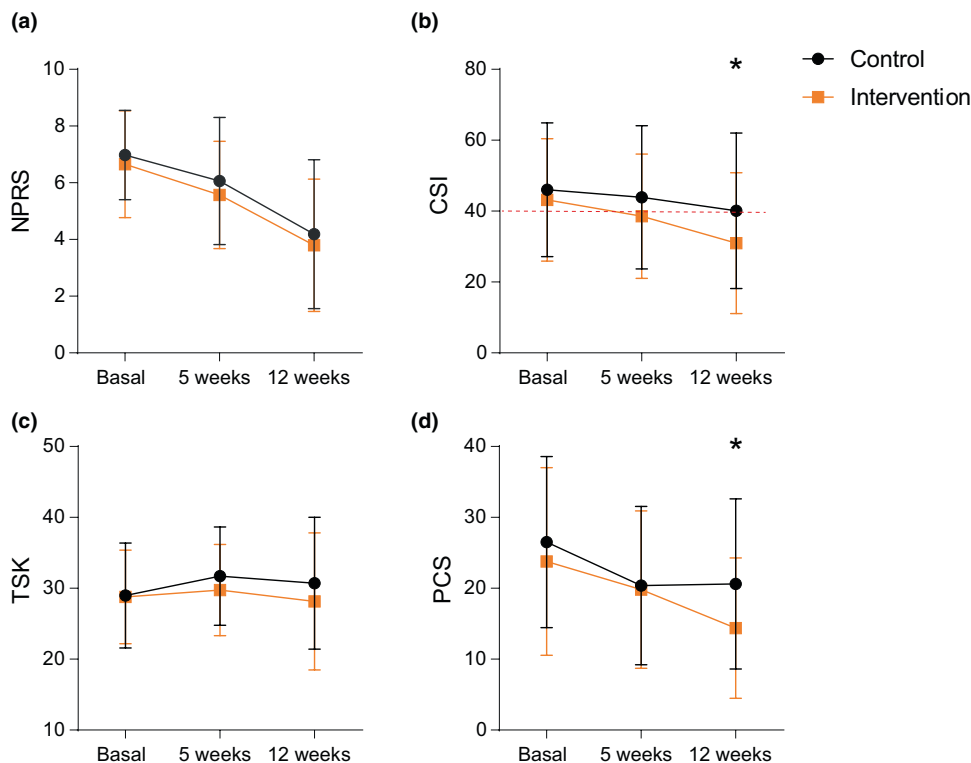 (a)
NPRS
10
8
6
4
2
0
Basal 5 weeks 12 weeks
(b)
CSI
80
60
40
20
0
*
Basal 5 weeks 12 weeks
Control
Intervention
(c)
TSK
50
40
30
20
10
Basal 5 weeks 12 weeks
(d)
PCS
40
30
20
10
0
*
Basal 5 weeks 12 weeks